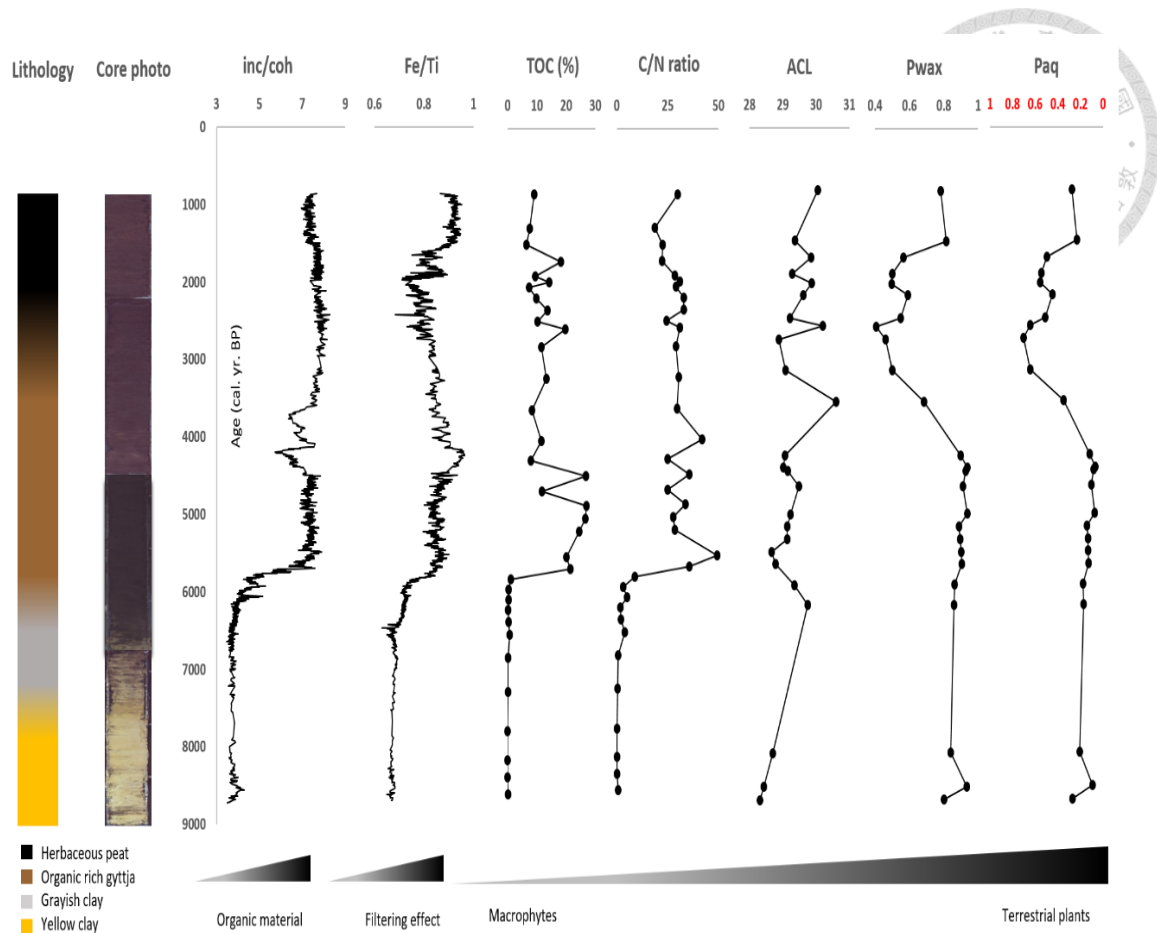 Lithology Core photo inc/coh Fe/Ti TOC (%) C/N ratio ACL Pwax Paq
3 5 7 9 0.6 0.8 1 0 10 20 30 0 25 50 28 29 30 31 0.4 0.6 0.8 1 1 0.8 0.6 0.4 0.2 0
0
1000
2000
3000
4000
5000
6000
7000
8000
9000
Age (cal. yr. BP)
Herbaceous peat
Organic rich gyttja
Grayish clay
Yellow clay
Organic material
Filtering effect
Macrophytes
Terrestrial plants
國
敦